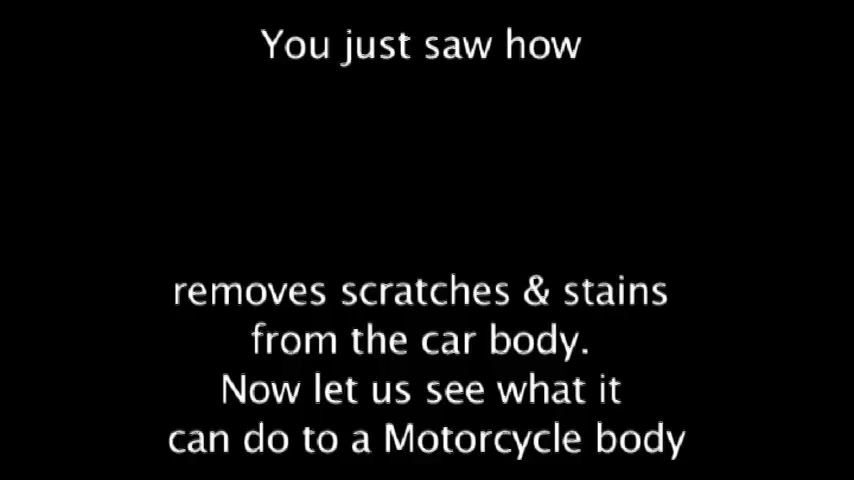 You just saw how
removes scratches & stains
from the car body.
Now let us see what it
can do to a Motorcycle body